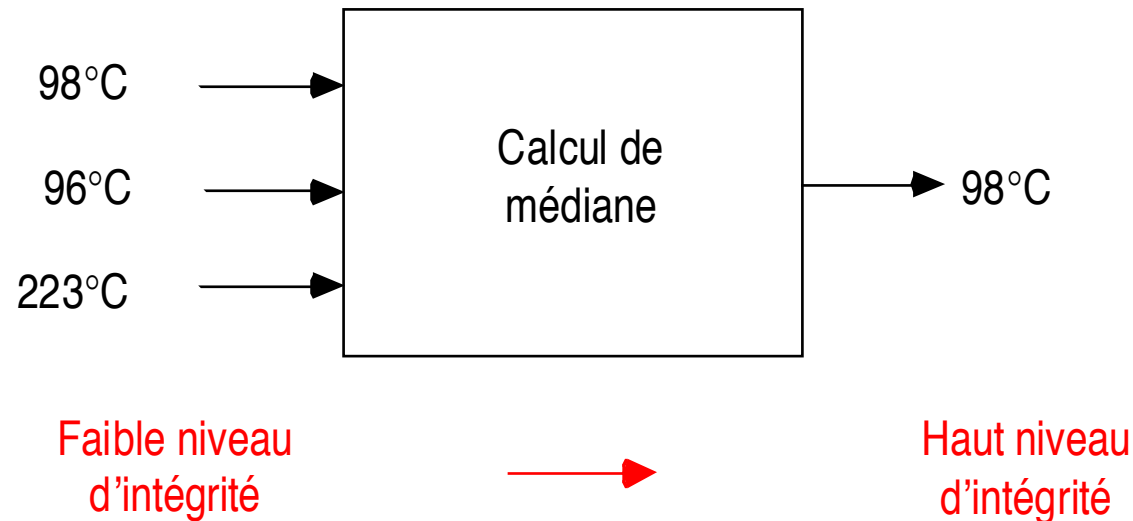 98°C
96°C
223°C
Calcul de
médiane
98°C
Faible niveau
d’intégrité
Haut niveau
d’intégrité